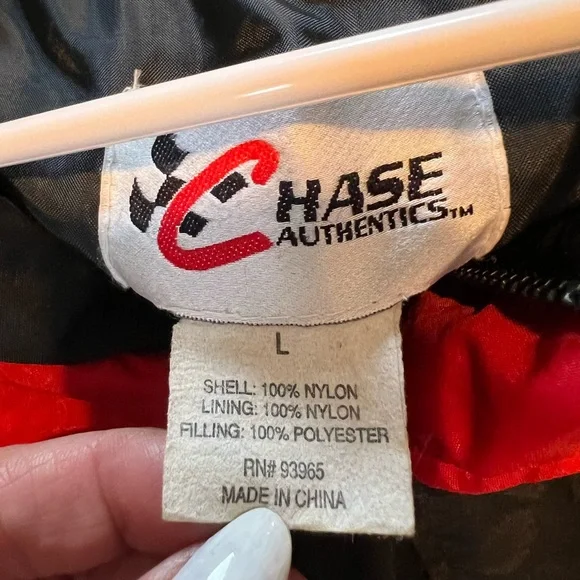 CHASE
AUTHENTICS™
L
SHELL: 100% NYLON
LINING: 100% NYLON
FILLING: 100% POLYESTER
RN# 93965
MADE IN CHINA